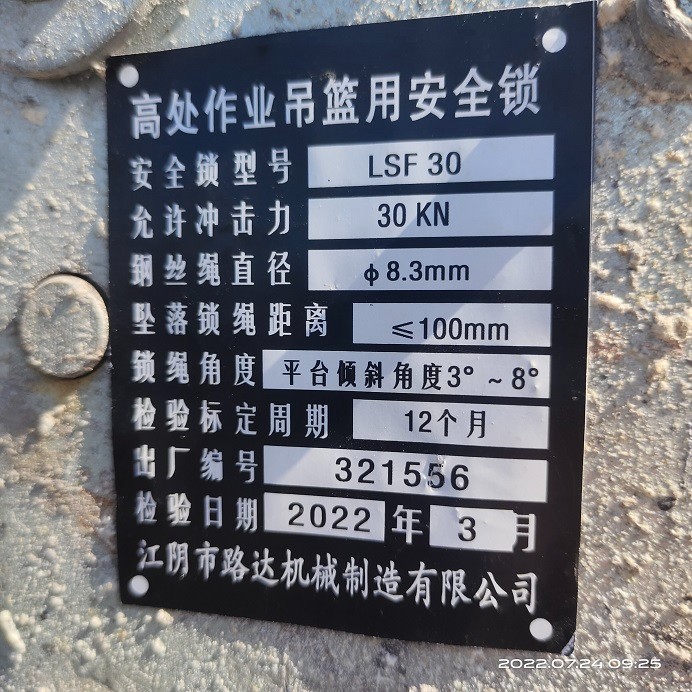 高处作业吊篮用安全锁
安全锁型号 LSF 30
允许冲击力 30 KN
钢丝绳直径 ϕ8.3mm
坠落锁绳距离 ≤100mm
锁绳角度 平台倾斜角度3°~8°
检验标定周期 12个月
出厂编号 321556
检验日期 2022 年 3 月
江阴市路达机械制造有限公司
2022.07.24 09:25